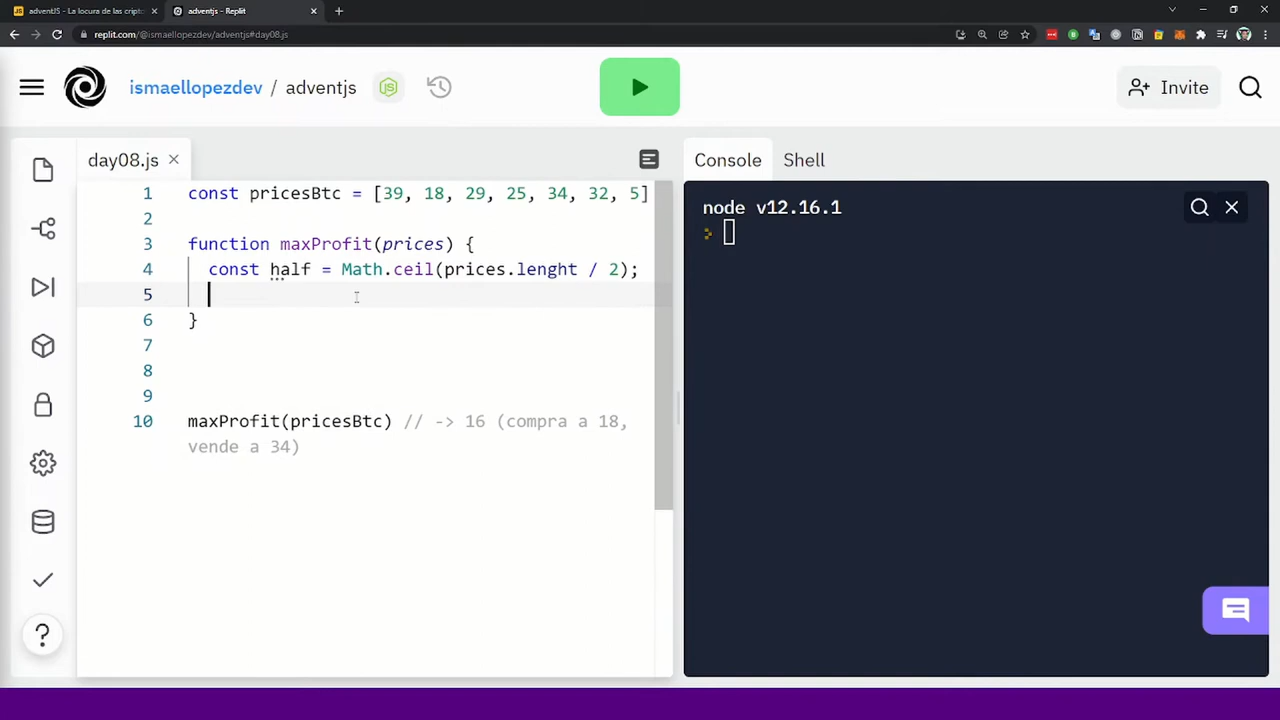 adventJS - La locura de las cripto
adventjs - Replit
replit.com/@ismaellopezdev/adventjs#day08.js
ismaellopezdev / adventjs
Invite
day08.js
Console
Shell
1 const pricesBtc = [39, 18, 29, 25, 34, 32, 5]
2
3 function maxProfit(prices) {
4 const half = Math.ceil(prices.lenght / 2);
5
6 }
7
8
9
10 maxProfit(pricesBtc) // -> 16 (compra a 18,
vende a 34)
node v12.16.1
>
?